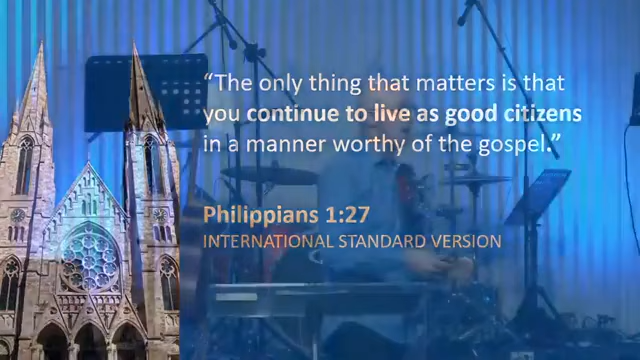 “The only thing that matters is that
you continue to live as good citizens
in a manner worthy of the gospel.”
Philippians 1:27
INTERNATIONAL STANDARD VERSION